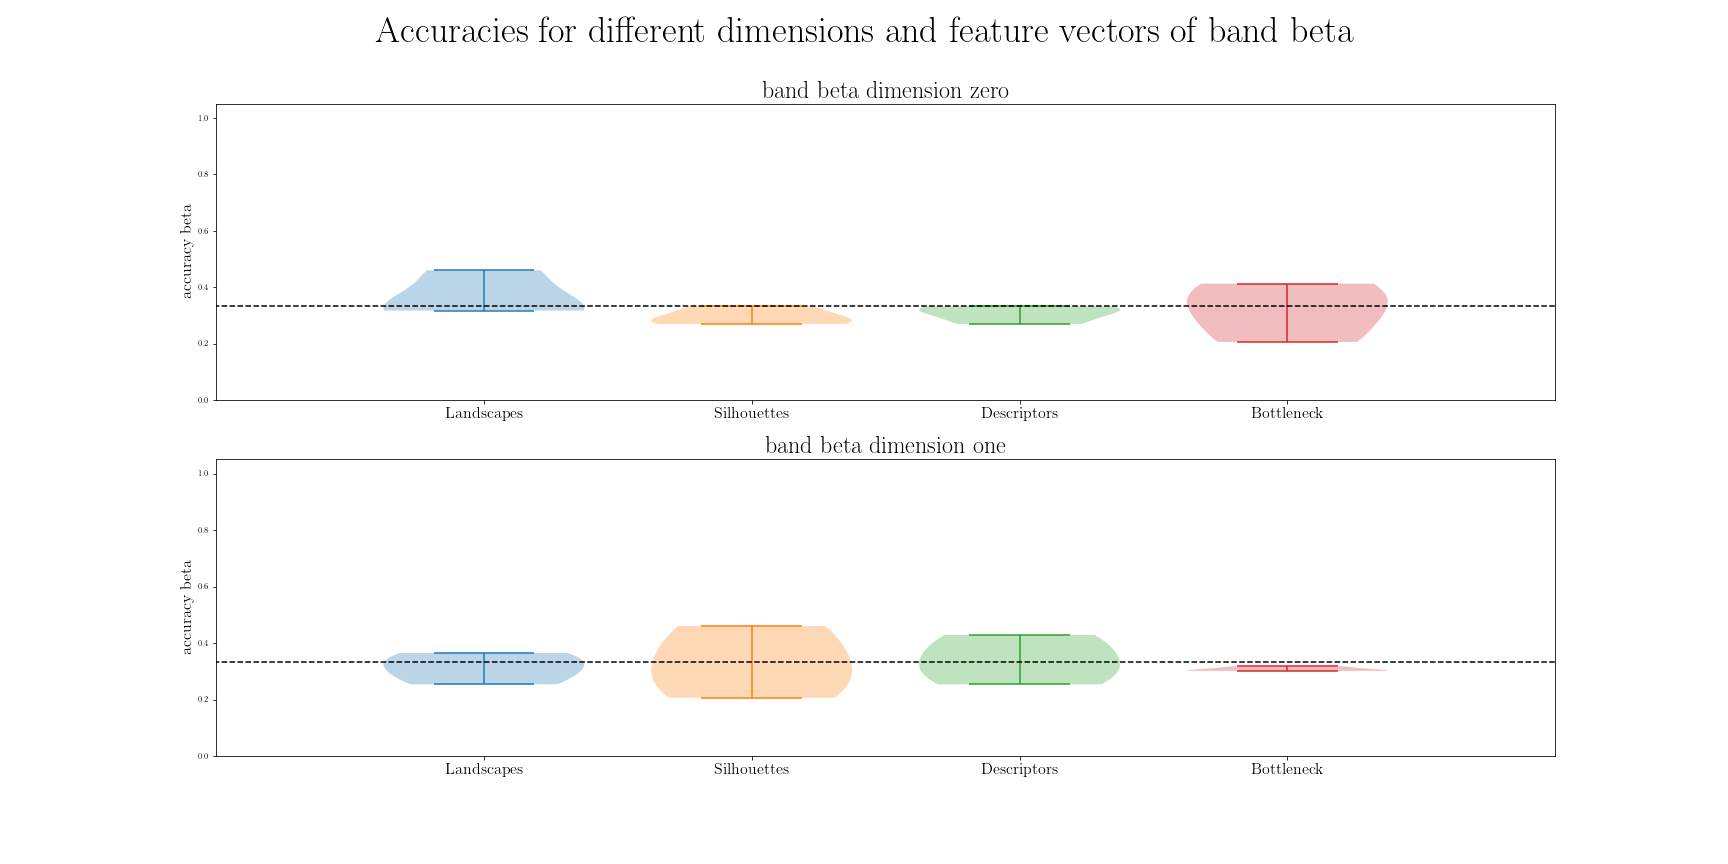 Accuracies for different dimensions and feature vectors of band beta
band beta dimension zero
accuracy beta
1.0
0.8
0.6
0.4
0.2
0.0
Landscapes Silhouettes Descriptors Bottleneck
band beta dimension one
accuracy beta
1.0
0.8
0.6
0.4
0.2
0.0
Landscapes Silhouettes Descriptors Bottleneck